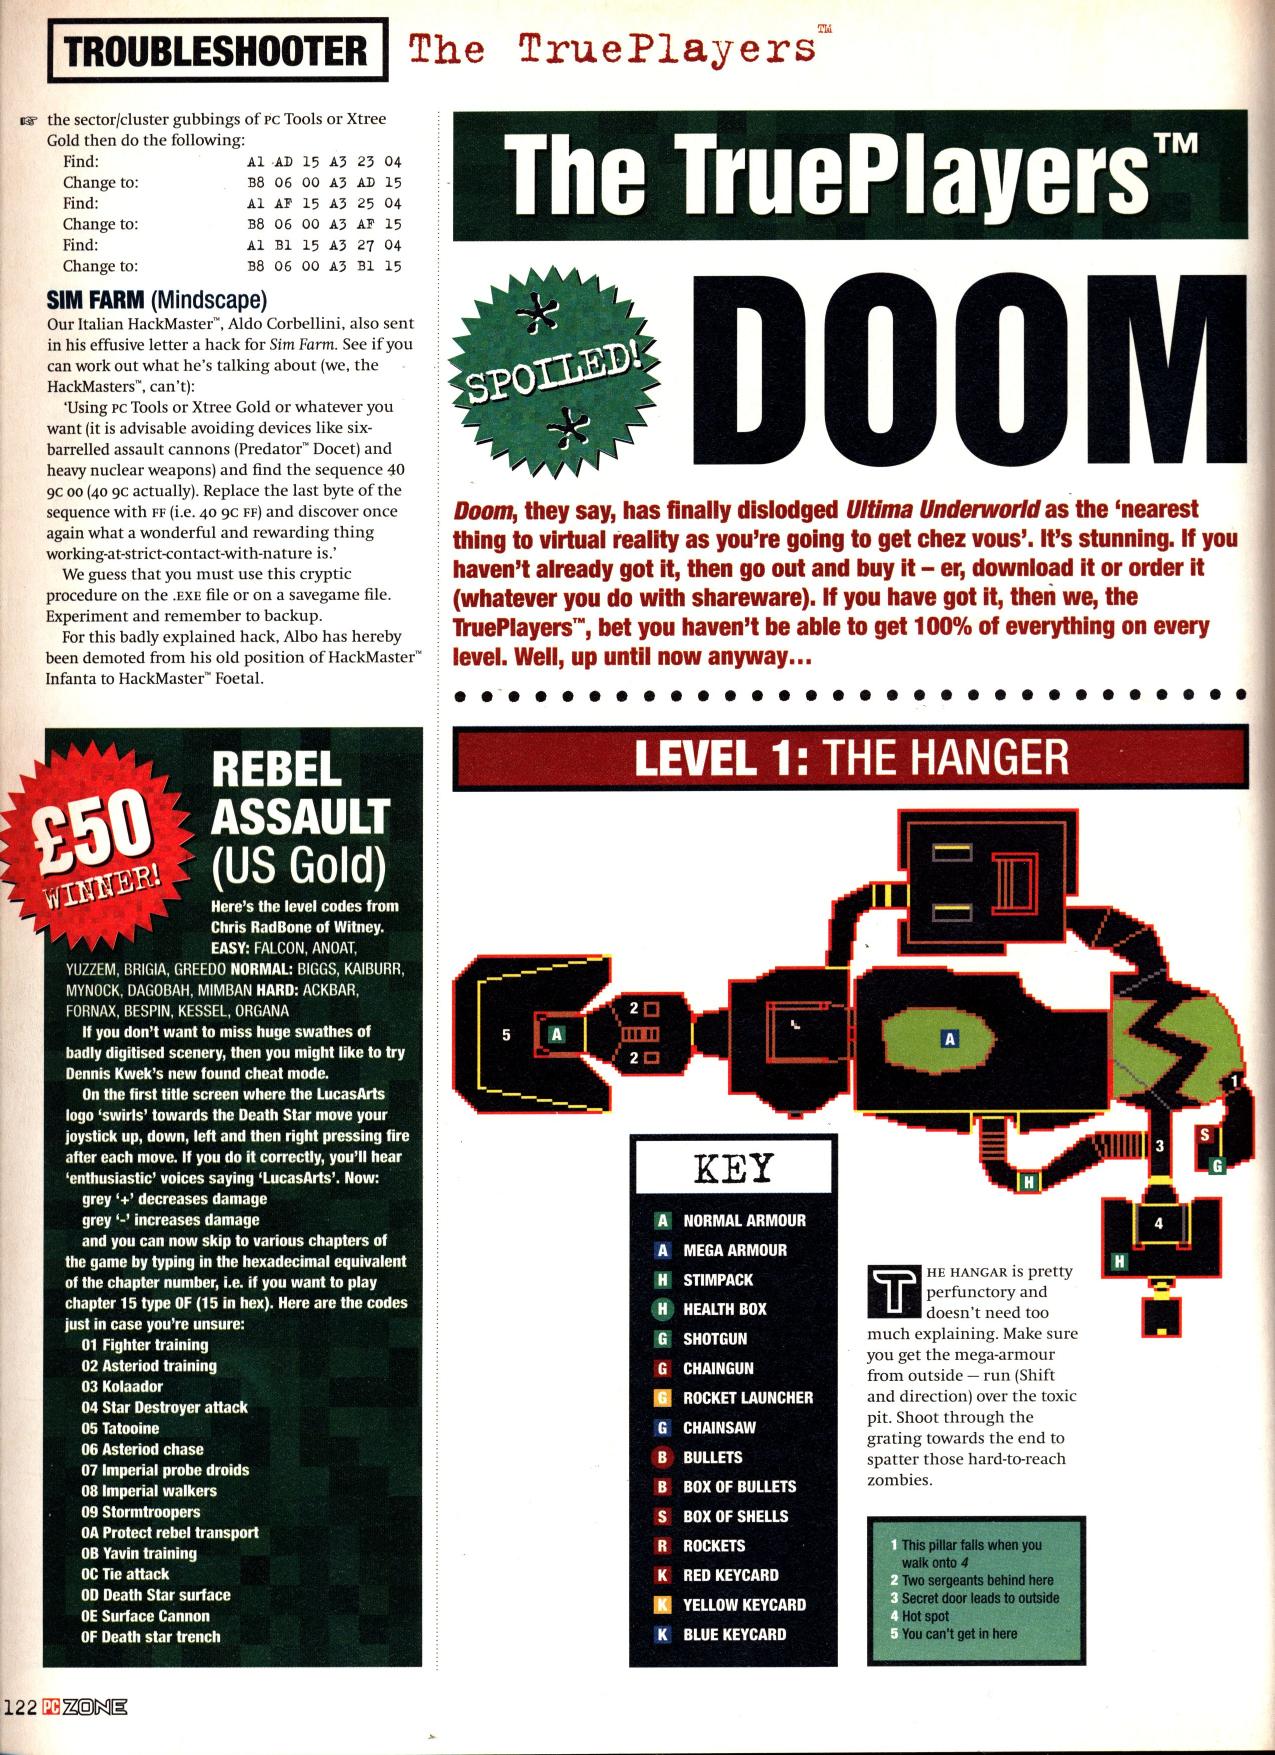 TROUBLESHOOTER
The TruePlayers™
☞ the sector/cluster gubbings of PC Tools or Xtree
Gold then do the following:
Find: A1 AD 15 A3 23 04
Change to: B8 06 00 A3 AD 15
Find: A1 AF 15 A3 25 04
Change to: B8 06 00 A3 AF 15
Find: A1 B1 15 A3 27 04
Change to: B8 06 00 A3 B1 15
SIM FARM (Mindscape)
Our Italian HackMaster™, Aldo Corbellini, also sent
in his effusive letter a hack for Sim Farm. See if you
can work out what he's talking about (we, the
HackMasters™, can't):
'Using PC Tools or Xtree Gold or whatever you
want (it is advisable avoiding devices like six-
barrelled assault cannons (Predator™ Docet) and
heavy nuclear weapons) and find the sequence 40
9C 00 (40 9C actually). Replace the last byte of the
sequence with FF (i.e. 40 9C FF) and discover once
again what a wonderful and rewarding thing
working-at-strict-contact-with-nature is.'
We guess that you must use this cryptic
procedure on the .EXE file or on a savegame file.
Experiment and remember to backup.
For this badly explained hack, Albo has hereby
been demoted from his old position of HackMaster™
Infanta to HackMaster™ Foetal.
£50
WINNER!
REBEL
ASSAULT
(US Gold)
Here's the level codes from
Chris RadBone of Witney.
EASY: FALCON, ANOAT,
YUZZEM, BRIGIA, GREEDO NORMAL: BIGGS, KAIBURR,
MYNOCK, DAGOBAH, MIMBAN HARD: ACKBAR,
FORNAX, BESPIN, KESSEL, ORGANA
If you don't want to miss huge swathes of
badly digitised scenery, then you might like to try
Dennis Kwek's new found cheat mode.
On the first title screen where the LucasArts
logo 'swirls' towards the Death Star move your
joystick up, down, left and then right pressing fire
after each move. If you do it correctly, you'll hear
'enthusiastic' voices saying 'LucasArts'. Now:
grey '+' decreases damage
grey '-' increases damage
and you can now skip to various chapters of
the game by typing in the hexadecimal equivalent
of the chapter number, i.e. if you want to play
chapter 15 type 0F (15 in hex). Here are the codes
just in case you're unsure:
01 Fighter training
02 Asteriod training
03 Kolaador
04 Star Destroyer attack
05 Tatooine
06 Asteriod chase
07 Imperial probe droids
08 Imperial walkers
09 Stormtroopers
0A Protect rebel transport
0B Yavin training
0C Tie attack
0D Death Star surface
0E Surface Cannon
0F Death star trench
The TruePlayers™
SPOILED!
DOOM
Doom, they say, has finally dislodged Ultima Underworld as the 'nearest
thing to virtual reality as you're going to get chez vous'. It's stunning. If you
haven't already got it, then go out and buy it – er, download it or order it
(whatever you do with shareware). If you have got it, then we, the
TruePlayers™, bet you haven't be able to get 100% of everything on every
level. Well, up until now anyway...
LEVEL 1: THE HANGER
5
A
2
2
A
1
S
G
3
H
4
H
KEY
A NORMAL ARMOUR
A MEGA ARMOUR
H STIMPACK
H HEALTH BOX
G SHOTGUN
G CHAINGUN
G ROCKET LAUNCHER
G CHAINSAW
B BULLETS
B BOX OF BULLETS
S BOX OF SHELLS
R ROCKETS
K RED KEYCARD
K YELLOW KEYCARD
K BLUE KEYCARD
THE HANGAR is pretty
perfunctory and
doesn't need too
much explaining. Make sure
you get the mega-armour
from outside – run (Shift
and direction) over the toxic
pit. Shoot through the
grating towards the end to
spatter those hard-to-reach
zombies.
1 This pillar falls when you
walk onto 4
2 Two sergeants behind here
3 Secret door leads to outside
4 Hot spot
5 You can't get in here
122 PC ZONE